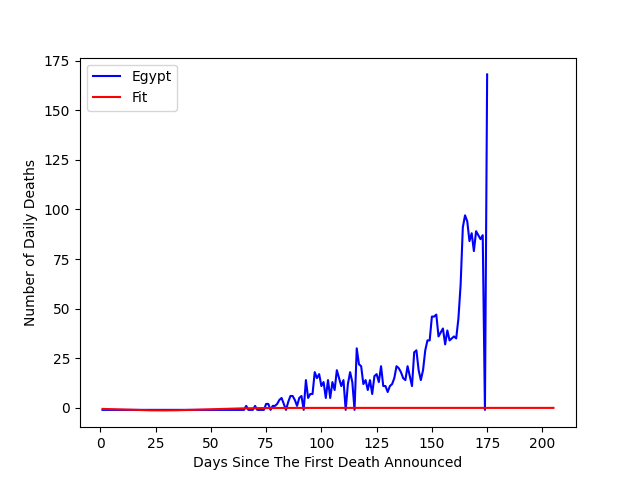 Egypt
Fit
Number of Daily Deaths
175
150
125
100
75
50
25
0
0 25 50 75 100 125 150 175 200
Days Since The First Death Announced